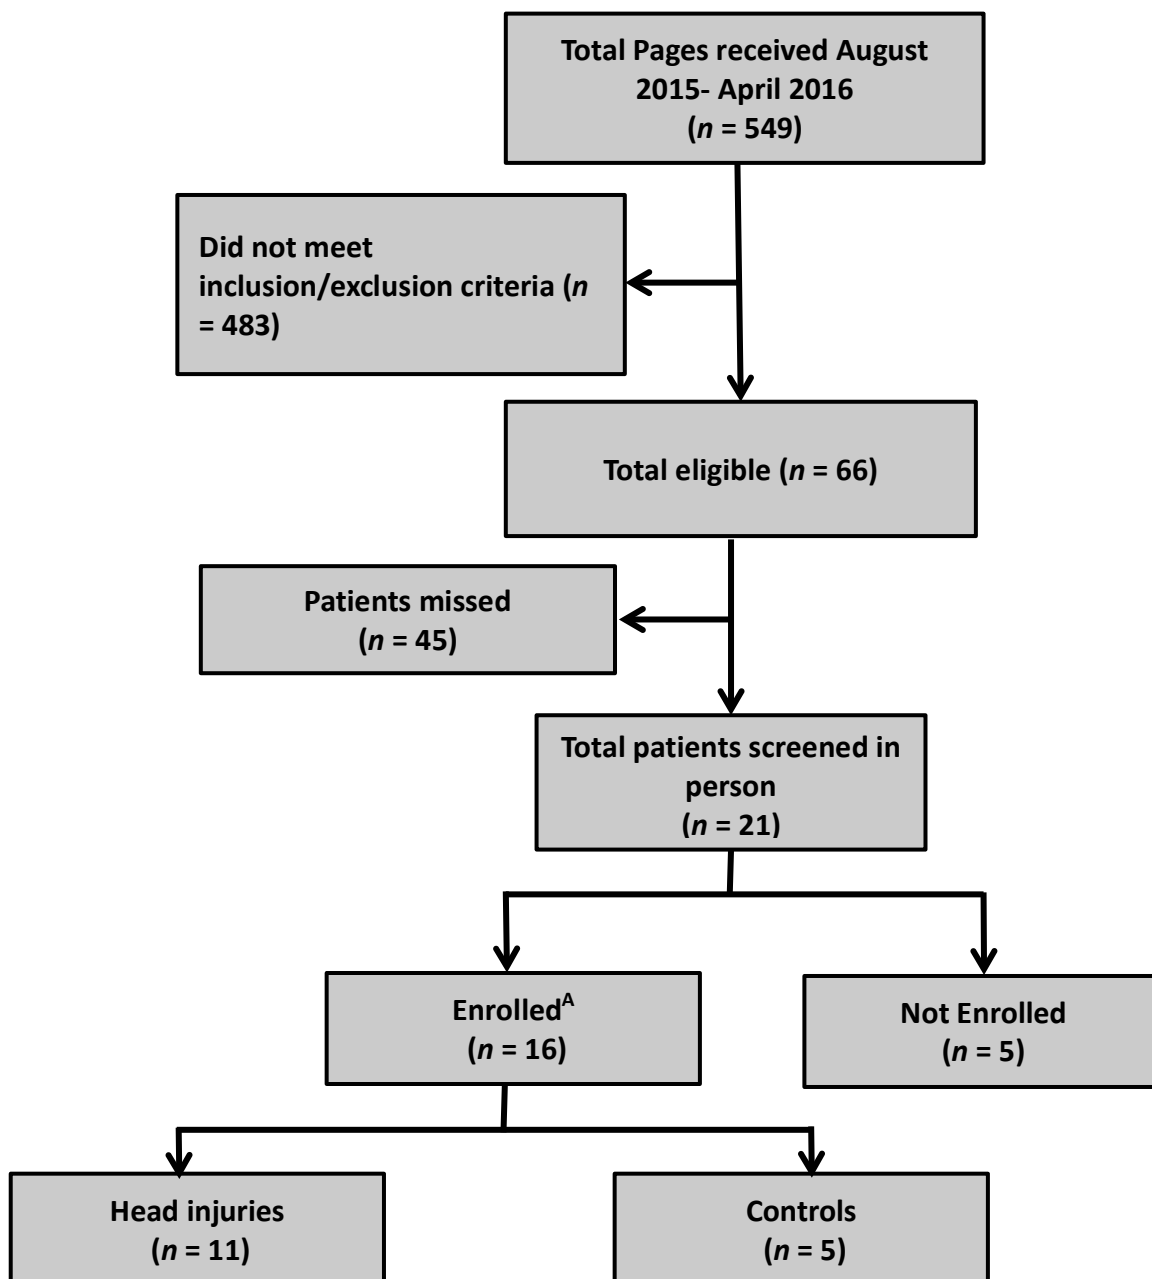 Total Pages received August
2015- April 2016
(n = 549)
Did not meet
inclusion/exclusion criteria (n
= 483)
Total eligible (n = 66)
Patients missed
(n = 45)
Total patients screened in
person
(n = 21)
Enrolled^A
(n = 16)
Not Enrolled
(n = 5)
Head injuries
(n = 11)
Controls
(n = 5)